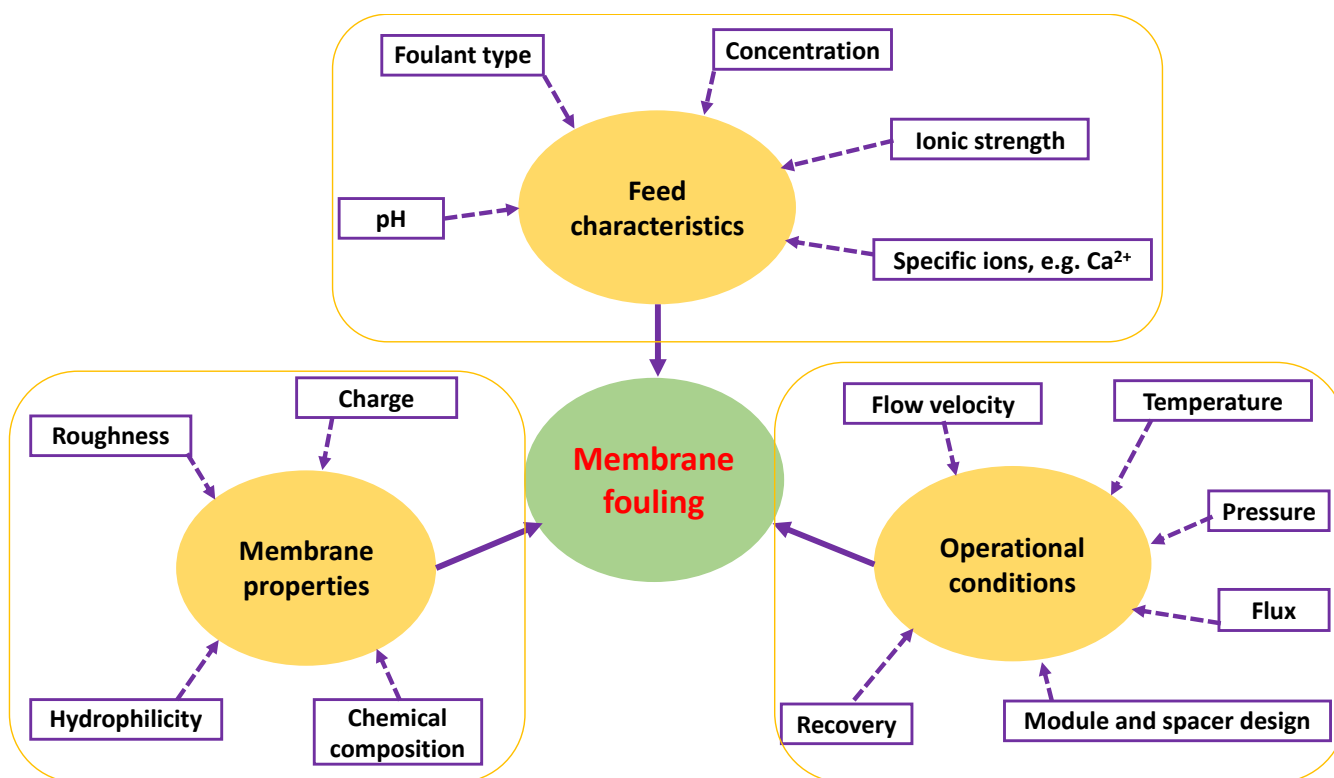 Foulant type
Concentration
Ionic strength
Feed
characteristics
pH
Specific ions, e.g. Ca²⁺
Charge
Roughness
Membrane
properties
Hydrophilicity
Chemical
composition
Membrane
fouling
Flow velocity
Temperature
Pressure
Operational
conditions
Flux
Recovery
Module and spacer design